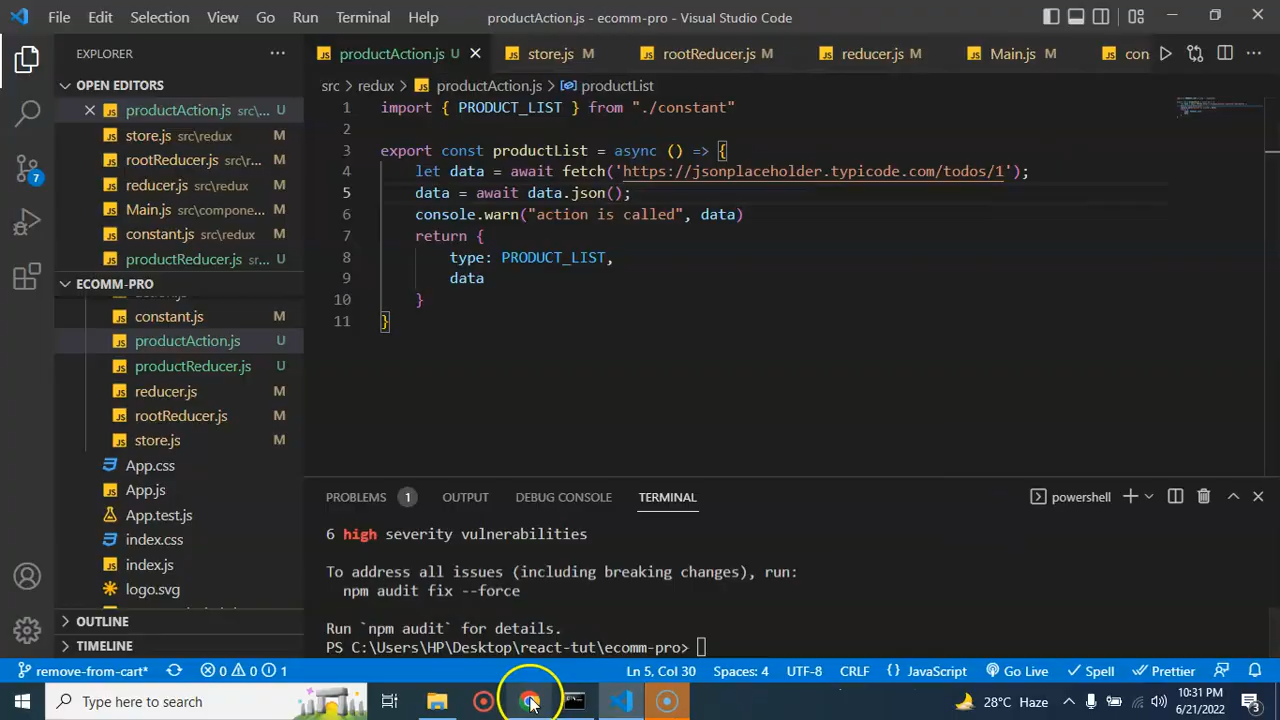 File Edit Selection View Go Run Terminal Help productAction.js - ecomm-pro - Visual Studio Code
EXPLORER
productAction.js U store.js M rootReducer.js M reducer.js M Main.js M con
OPEN EDITORS
src redux productAction.js productList
productAction.js src\... U
store.js src\redux M
rootReducer.js src\r... M
reducer.js src\redux M
Main.js src\compone... M
constant.js src\redux M
productReducer.js sr... U
ECOMM-PRO
constant.js M
productAction.js U
productReducer.js U
reducer.js M
rootReducer.js M
store.js M
App.css
App.js
App.test.js
index.css
index.js
logo.svg
OUTLINE
TIMELINE
1 import { PRODUCT_LIST } from "./constant"
2
3 export const productList = async () => {
4 let data = await fetch('https://jsonplaceholder.typicode.com/todos/1');
5 data = await data.json();
6 console.warn("action is called", data)
7 return {
8 type: PRODUCT_LIST,
9 data
10 }
11 }
PROBLEMS 1 OUTPUT DEBUG CONSOLE TERMINAL powershell
6 high severity vulnerabilities
To address all issues (including breaking changes), run:
npm audit fix --force
Run `npm audit` for details.
PS C:\Users\HP\Desktop\react-tut\ecomm-pro>
7
remove-from-cart* 0 0 1 Ln 5, Col 30 Spaces: 4 UTF-8 CRLF { } JavaScript Go Live Spell Prettier
Type here to search
28°C Haze
10:31 PM
6/21/2022
3